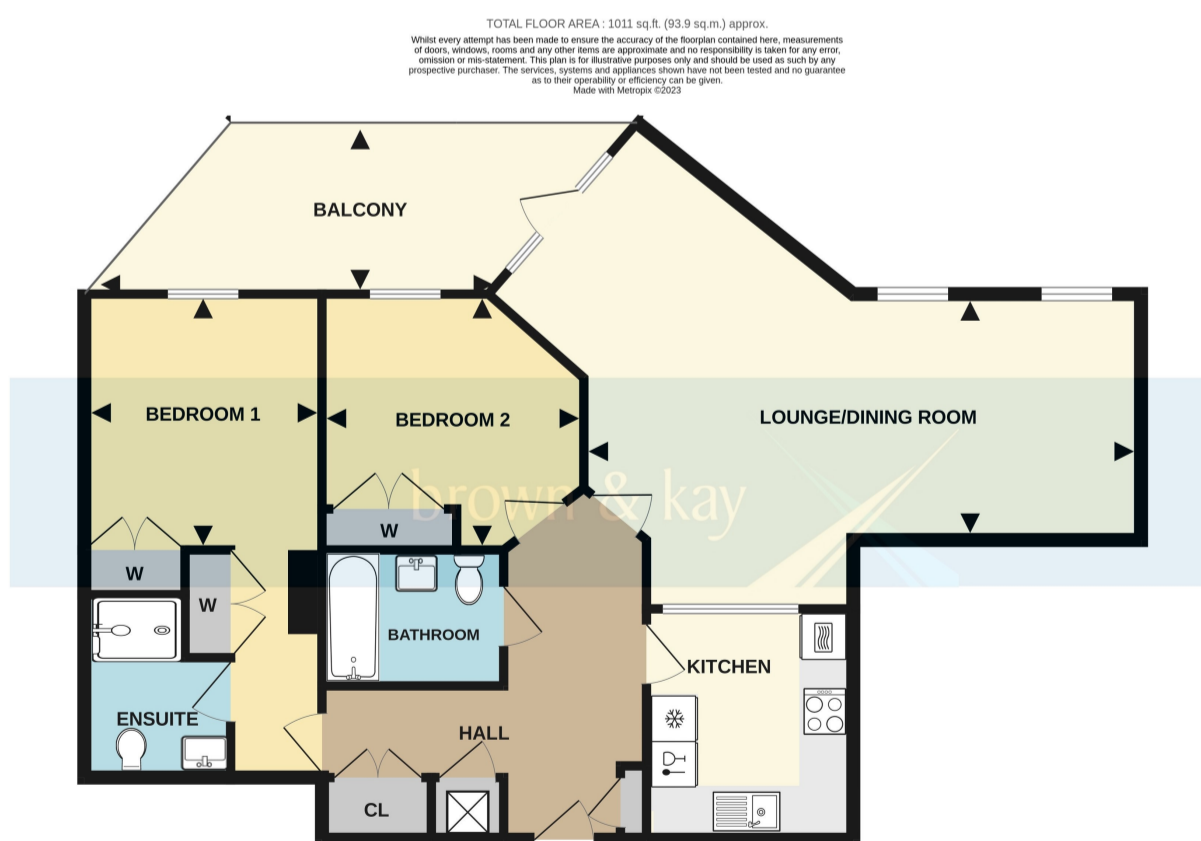 TOTAL FLOOR AREA : 1011 sq.ft. (93.9 sq.m.) approx.
Whilst every attempt has been made to ensure the accuracy of the floorplan contained here, measurements
of doors, windows, rooms and any other items are approximate and no responsibility is taken for any error,
omission or mis-statement. This plan is for illustrative purposes only and should be used as such by any
prospective purchaser. The services, systems and appliances shown have not been tested and no guarantee
as to their operability or efficiency can be given.
Made with Metropix ©2023
BALCONY
BEDROOM 1
BEDROOM 2
LOUNGE/DINING ROOM
brown & kay
W
W
W
BATHROOM
KITCHEN
ENSUITE
HALL
CL